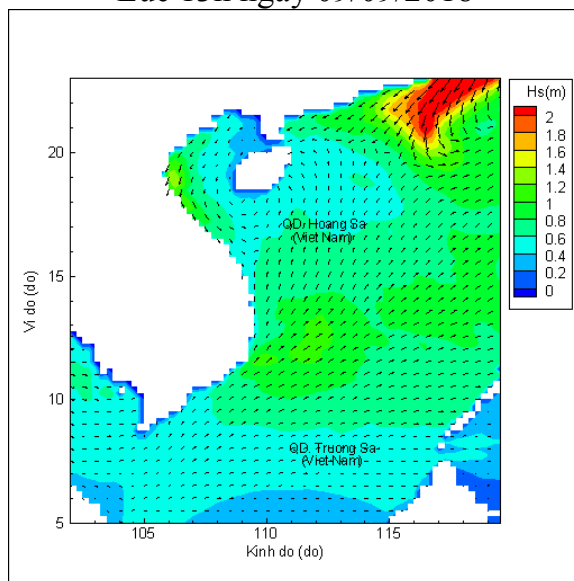 Hs(m)
2
1.8
1.6
1.4
1.2
1
0.8
0.6
0.4
0.2
0
20
15
10
5
Vi do (do)
QD. Hoang Sa
(Viet Nam)
QD. Truong Sa
(Viet Nam)
105
110
115
Kinh do (do)